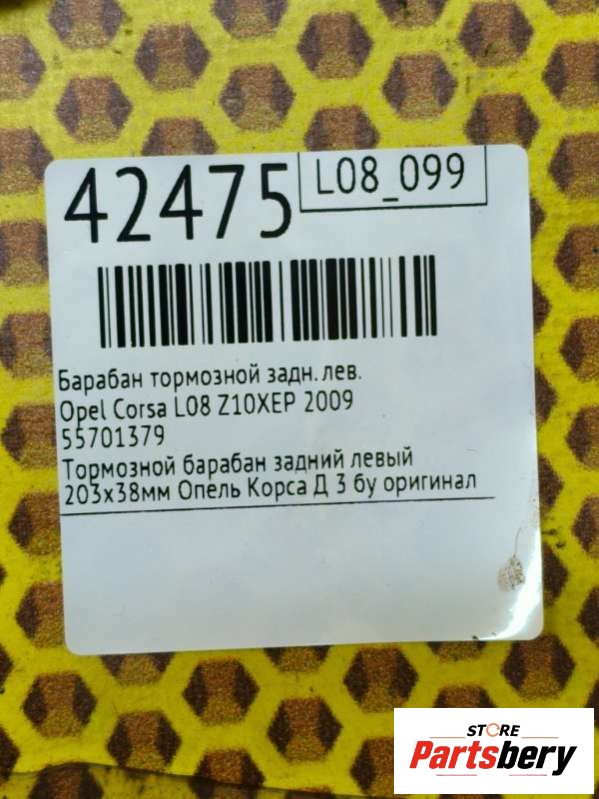 42475
L08_099
Барабан тормозной задн. лев.
Opel Corsa L08 Z10XEP 2009
55701379
Тормозной барабан задний левый
203х38мм Опель Корса Д 3 бу оригинал
STORE
Partsbery